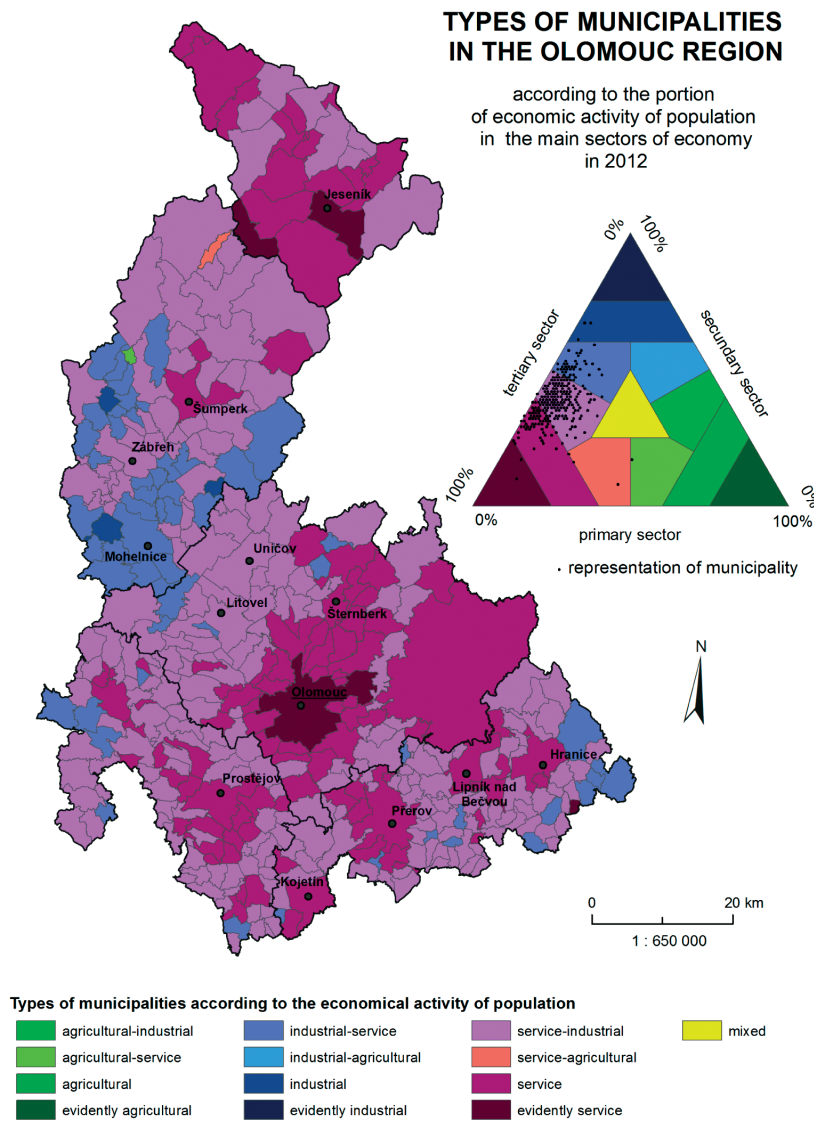 TYPES OF MUNICIPALITIES
IN THE OLOMOUC REGION
according to the portion
of economic activity of population
in the main sectors of economy
in 2012
0%
100%
tertiary sector
secundary sector
100%
0%
0%
100%
primary sector
representation of municipality
Jeseník
Šumperk
Zábřeh
Mohelnice
Uničov
Litovel
Šternberk
Olomouc
Hranice
Lipník nad
Bečvou
Prostějov
Přerov
Kojetín
N
0
20 km
1 : 650 000
Types of municipalities according to the economical activity of population
agricultural-industrial
industrial-service
service-industrial
mixed
agricultural-service
industrial-agricultural
service-agricultural
agricultural
industrial
service
evidently agricultural
evidently industrial
evidently service